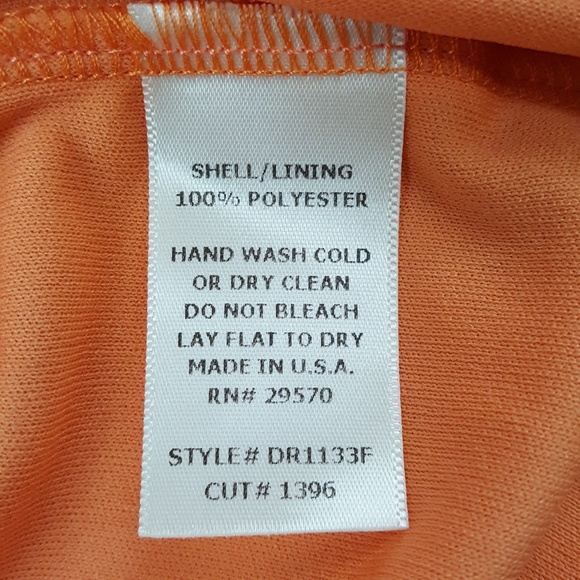 SHELL/LINING
100% POLYESTER
HAND WASH COLD
OR DRY CLEAN
DO NOT BLEACH
LAY FLAT TO DRY
MADE IN U.S.A.
RN# 29570
STYLE# DR1133F
CUT# 1396